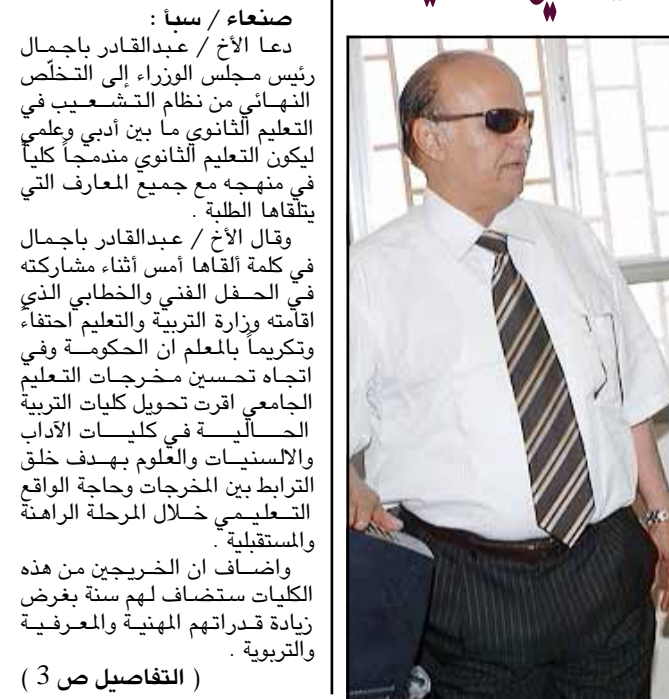 صنعاء / سبأ :
دعا الأخ / عبدالقادر باجمال
رئيس مجلس الوزراء إلى التخلّص
النهائي من نظام التشعيب في
التعليم الثانوي ما بين أدبي وعلمي
ليكون التعليم الثانوي مندمجاً كلياً
في منهجه مع جميع المعارف التي
يتلقاها الطلبة .
وقال الأخ / عبدالقادر باجمال
في كلمة ألقاها أمس أثناء مشاركته
في الحفل الفني والخطابي الذي
اقامته وزارة التربية والتعليم احتفاءً
وتكريماً بالمعلم ان الحكومة وفي
اتجاه تحسين مخرجات التعليم
الجامعي اقرت تحويل كليات التربية
الحالية في كليات الآداب
والالسنيات والعلوم بهدف خلق
الترابط بين المخرجات وحاجة الواقع
التعليمي خلال المرحلة الراهنة
والمستقبلية .
واضاف ان الخريجين من هذه
الكليات ستضاف لهم سنة بغرض
زيادة قدراتهم المهنية والمعرفية
والتربوية .
( التفاصيل ص 3 )